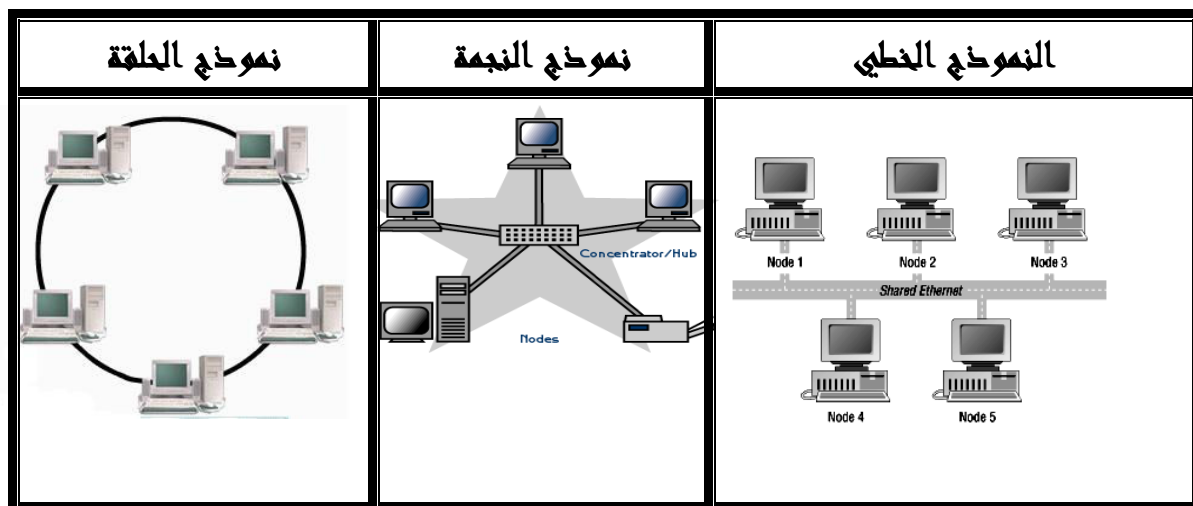 النموذج الخطي
نموذج النجمة
نموذج الحلقة
Node 1
Node 2
Node 3
Shared Ethernet
Node 4
Node 5
Concentrator/Hub
Nodes